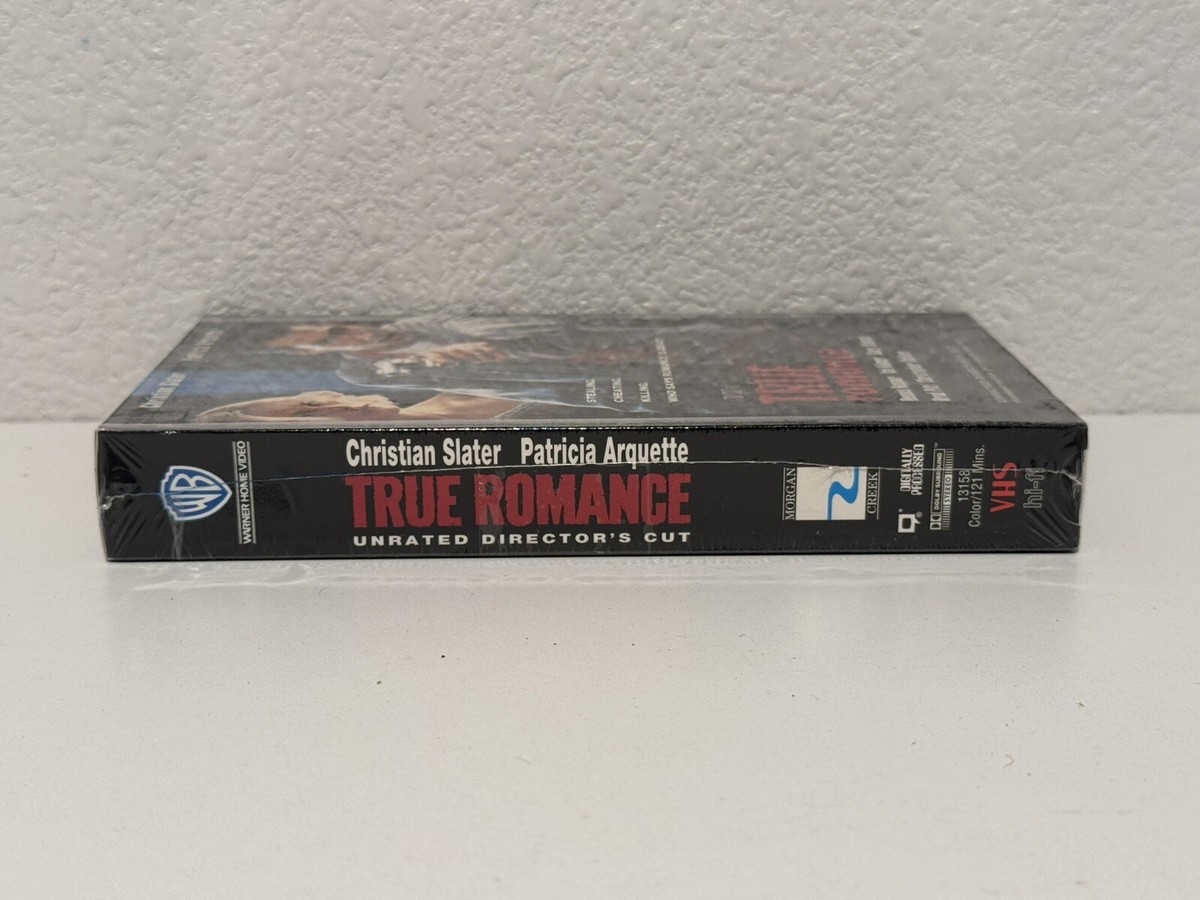 WB
WARNER HOME VIDEO
Christian Slater Patricia Arquette
TRUE ROMANCE
UNRATED DIRECTOR'S CUT
MORGAN
CREEK
DIGITALLY
PROCESSED
DOLBY SURROUND
STEREO
13158
Color/121 Mins.
VHS
hi-fi
STEALING.
CHEATING.
KILLING.
TRUE
ROMANCE